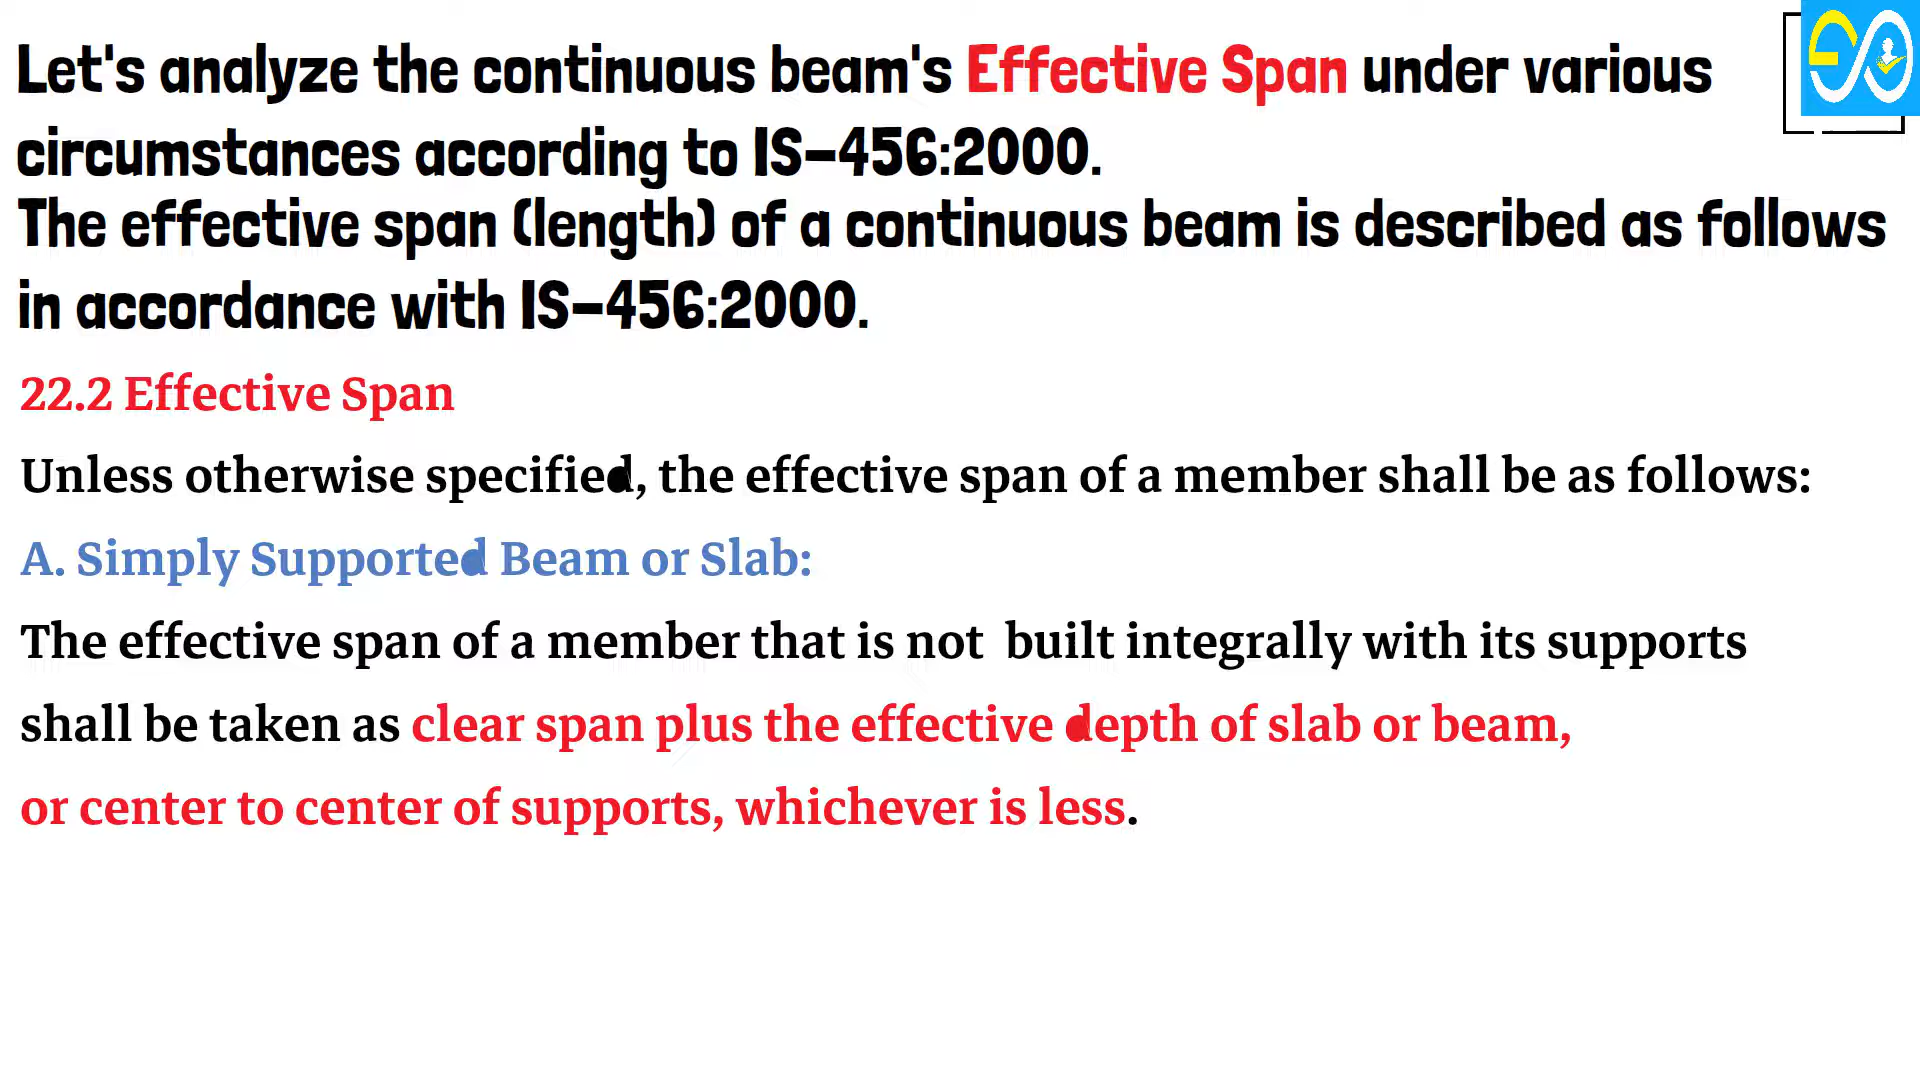 Let's analyze the continuous beam's Effective Span under various
circumstances according to IS-456:2000.
The effective span (length) of a continuous beam is described as follows
in accordance with IS-456:2000.
22.2 Effective Span
Unless otherwise specified, the effective span of a member shall be as follows:
A. Simply Supported Beam or Slab:
The effective span of a member that is not built integrally with its supports
shall be taken as clear span plus the effective depth of slab or beam,
or center to center of supports, whichever is less.